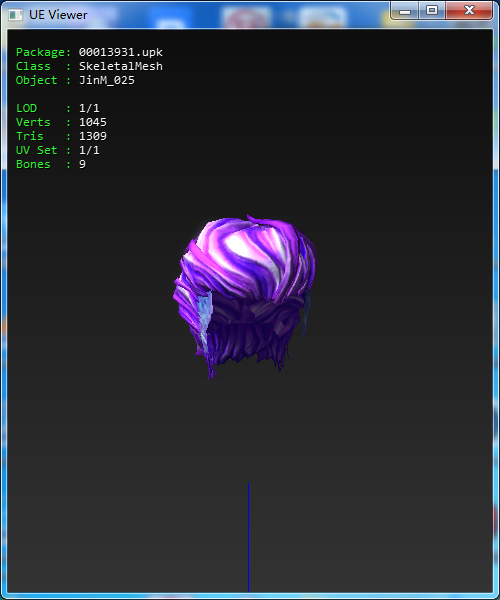 UE Viewer
Package: 00013931.upk
Class : SkeletalMesh
Object : JinM_025
LOD : 1/1
Verts : 1045
Tris : 1309
UV Set : 1/1
Bones : 9